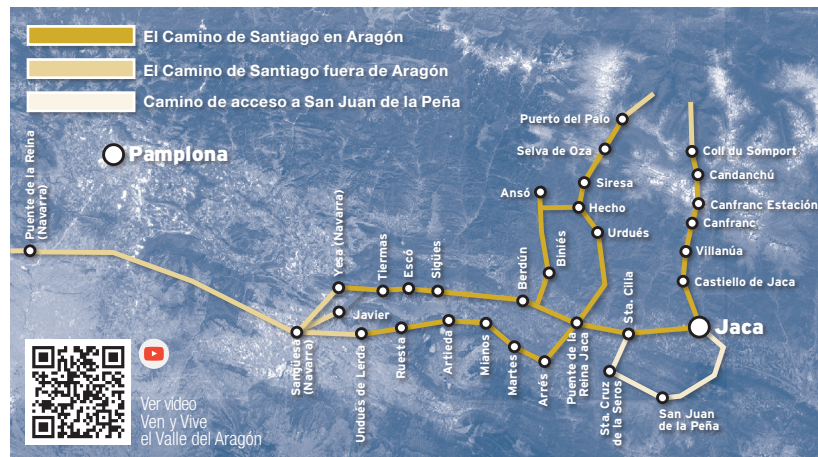 El Camino de Santiago en Aragón
El Camino de Santiago fuera de Aragón
Camino de acceso a San Juan de la Peña
Puente de la Reina
(Navarra)
Pamplona
Puerto del Palo
Selva de Oza
Siresa
Ansó
Hecho
Urdués
Coll du Somport
Candanchú
Canfranc Estación
Canfranc
Villanúa
Castiello de Jaca
Jaca
Yesa (Navarra)
Tiermas
Escó
Sigües
Berdún
Biniés
Sta. Cilia
Javier
Sangüesa
(Navarra)
Undués de Lerda
Ruesta
Artieda
Mianos
Martes
Arrés
Puente de la
Reina Jaca
Sta. Cruz
de la Seros
San Juan
de la Peña
Ver video
Ven y Vive
el Valle del Aragón